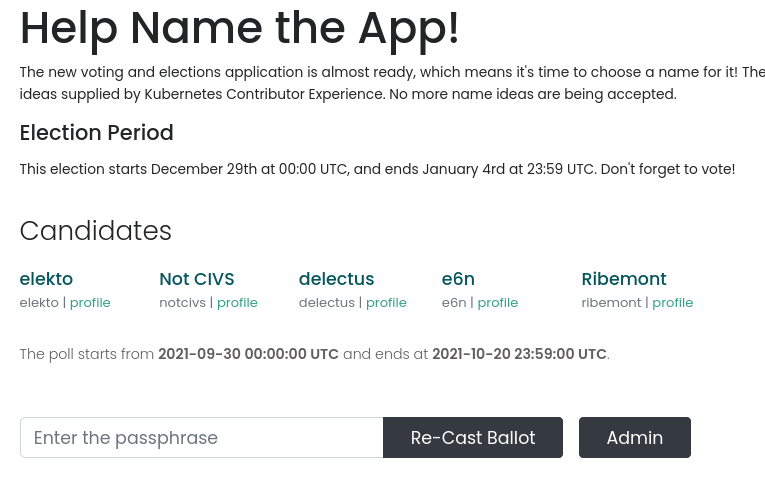 Help Name the App!
The new voting and elections application is almost ready, which means it's time to choose a name for it! The
ideas supplied by Kubernetes Contributor Experience. No more name ideas are being accepted.
Election Period
This election starts December 29th at 00:00 UTC, and ends January 4rd at 23:59 UTC. Don't forget to vote!
Candidates
elekto Not CIVS delectus e6n Ribemont
elekto | profile notcivs | profile delectus | profile e6n | profile ribemont | profile
The poll starts from 2021-09-30 00:00:00 UTC and ends at 2021-10-20 23:59:00 UTC.
Enter the passphrase Re-Cast Ballot Admin